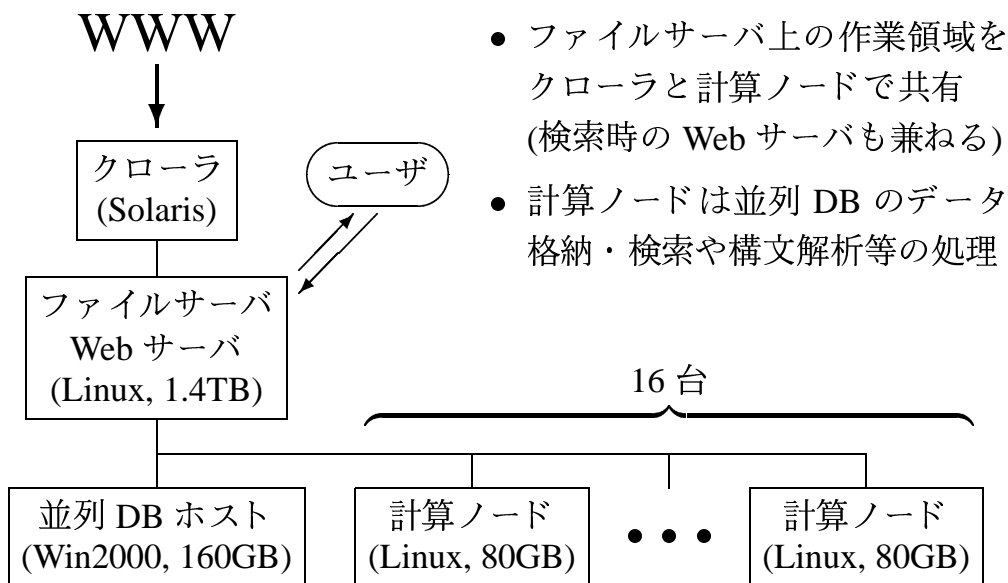 WWW
• ファイルサーバ上の作業領域を
クローラと計算ノードで共有
(検索時の Web サーバも兼ねる)
• 計算ノードは並列 DB のデータ
格納・検索や構文解析等の処理
クローラ
(Solaris)
ユーザ
ファイルサーバ
Web サーバ
(Linux, 1.4TB)
16 台
並列 DB ホスト
(Win2000, 160GB)
計算ノード
(Linux, 80GB)
• • •
計算ノード
(Linux, 80GB)